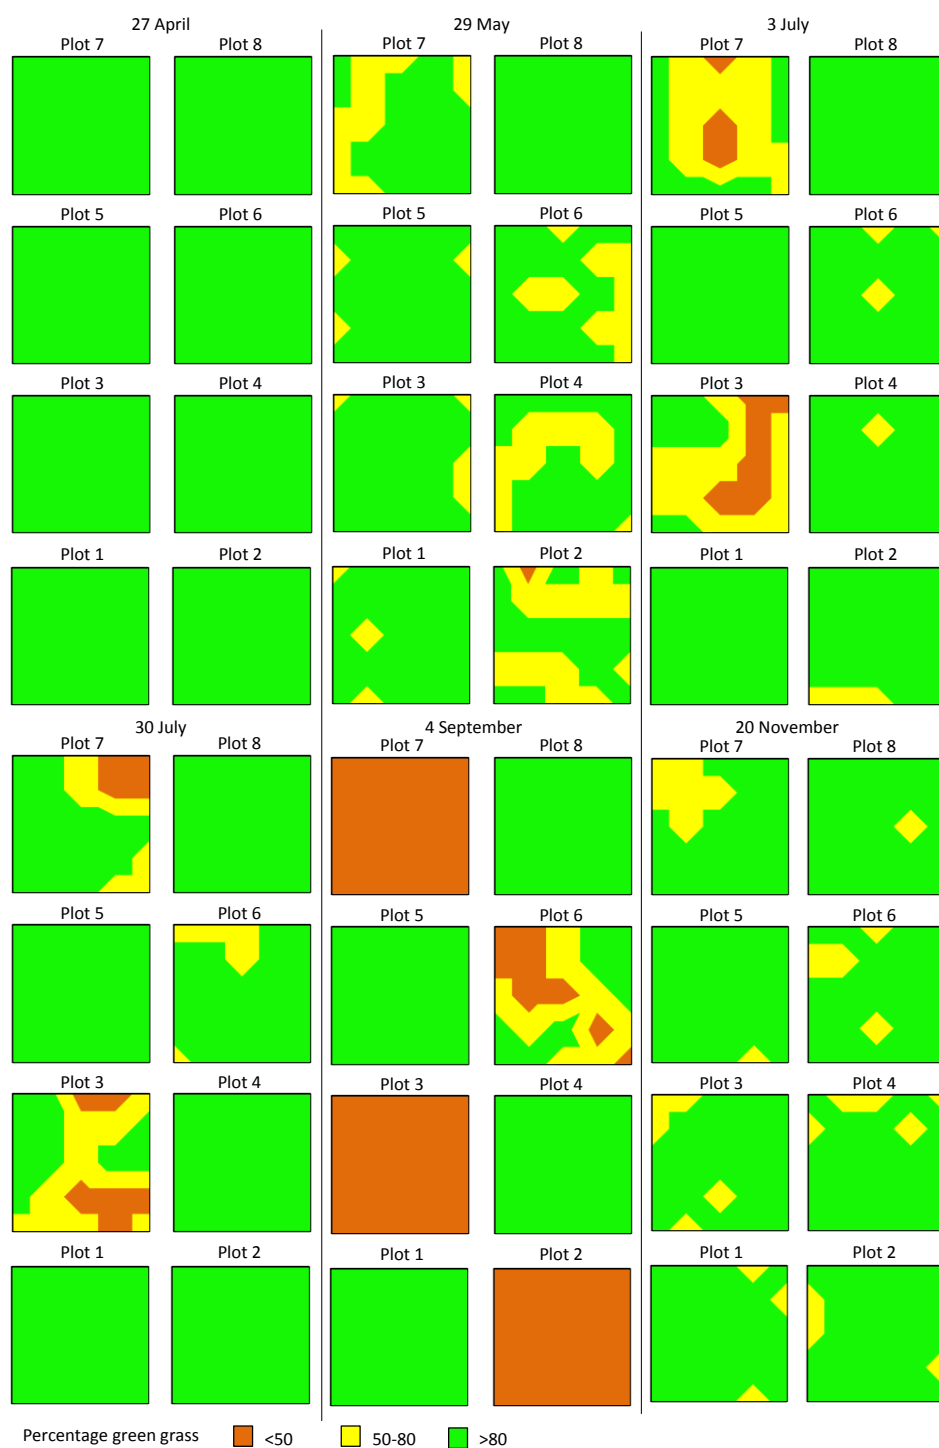 27 April 29 May 3 July
Plot 7 Plot 8 Plot 7 Plot 8 Plot 7 Plot 8
Plot 5 Plot 6 Plot 5 Plot 6 Plot 5 Plot 6
Plot 3 Plot 4 Plot 3 Plot 4 Plot 3 Plot 4
Plot 1 Plot 2 Plot 1 Plot 2 Plot 1 Plot 2
30 July 4 September 20 November
Plot 7 Plot 8 Plot 7 Plot 8 Plot 7 Plot 8
Plot 5 Plot 6 Plot 5 Plot 6 Plot 5 Plot 6
Plot 3 Plot 4 Plot 3 Plot 4 Plot 3 Plot 4
Plot 1 Plot 2 Plot 1 Plot 2 Plot 1 Plot 2
Percentage green grass <50 50-80 >80